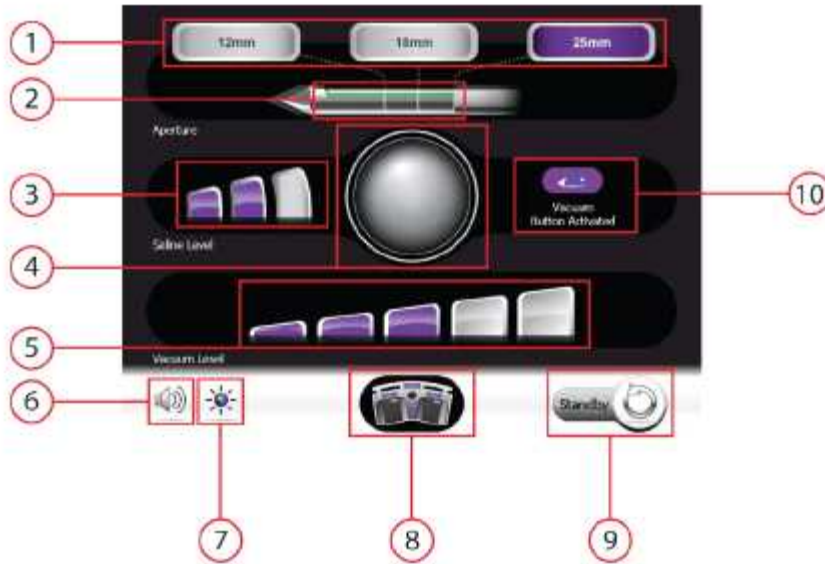 1
12mm 18mm 25mm
2
Aperture
3
10
Vacuum
Button Activated
Saline Level
4
5
Vacuum Level
6
Standby
7
8
9